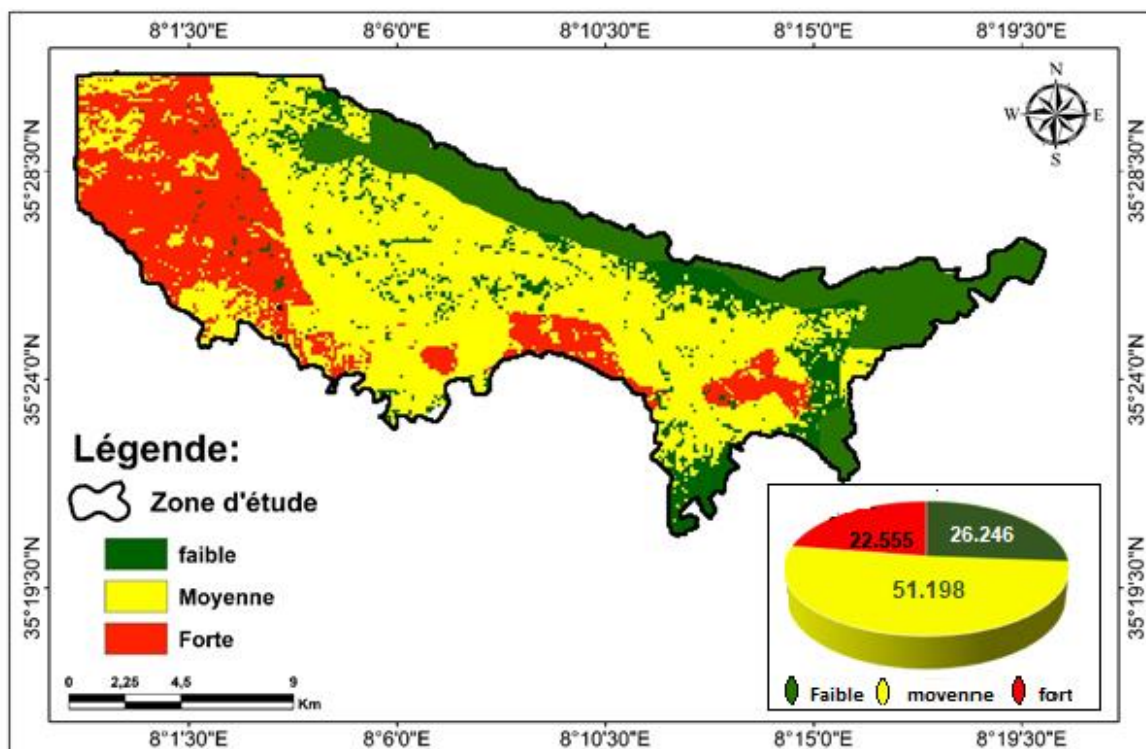 8°1'30"E 8°6'0"E 8°10'30"E 8°15'0"E 8°19'30"E
N
W E
S
35°28'30"N 35°28'30"N
35°24'0"N 35°24'0"N
35°19'30"N 35°19'30"N
Légende:
Zone d'étude
faible
Moyenne
Forte
0 2,25 4,5 9
Km
22.555 26.246
51.198
Faible movenne fort
8°1'30"E 8°6'0"E 8°10'30"E 8°15'0"E 8°19'30"E